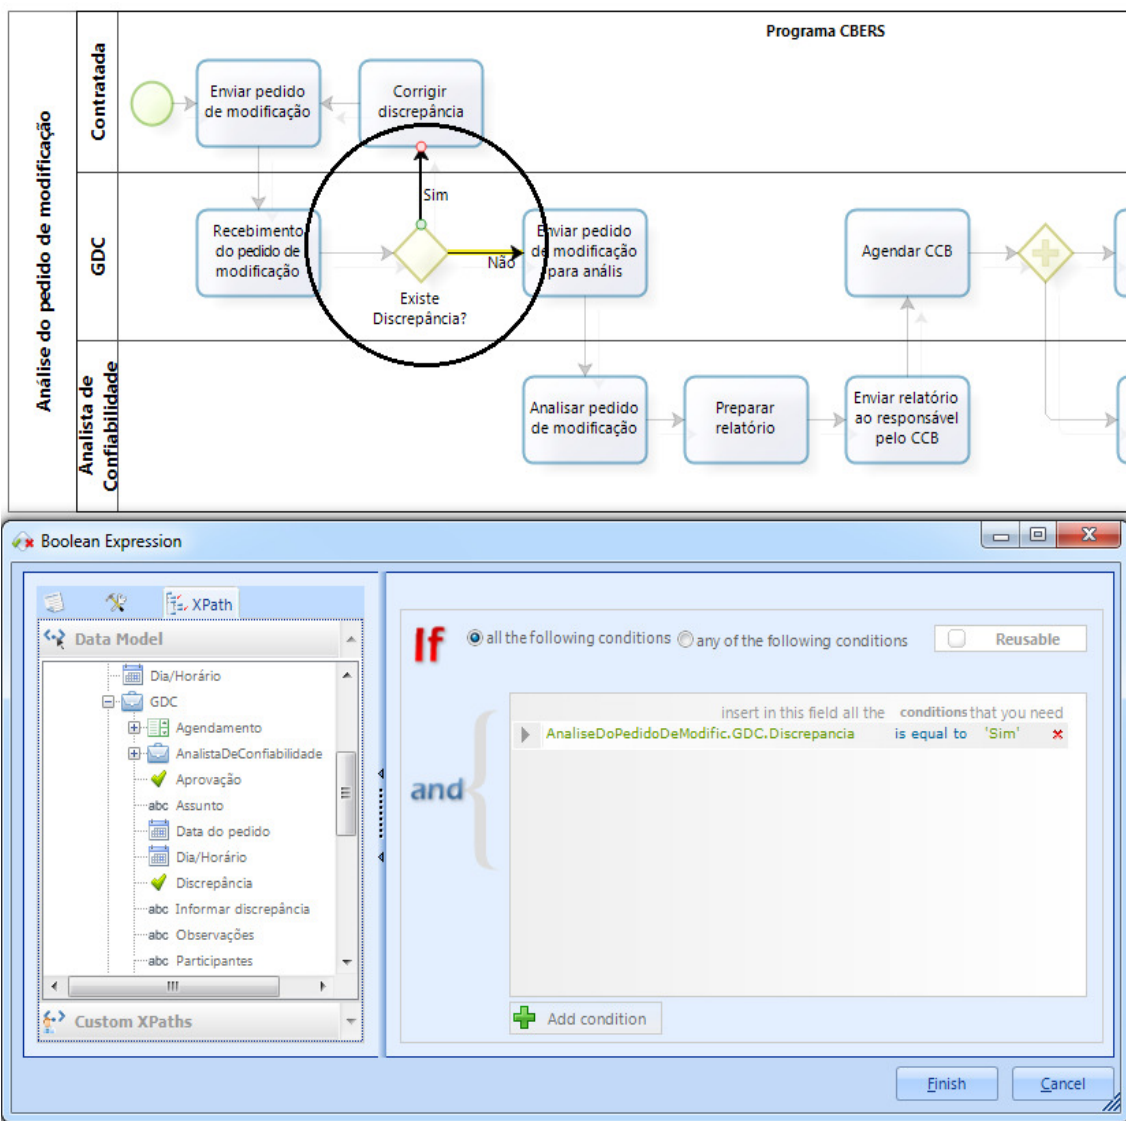 Programa CBERS
Análise do pedido de modificação
Contratada
Enviar pedido
de modificação
Corrigir
discrepância
GDC
Sim
Recebimento
do pedido de
modificação
Não
Existe
Discrepância?
Enviar pedido
de modificação
para anális
Agendar CCB
Analista de
Confiabilidade
Analisar pedido
de modificação
Preparar
relatório
Enviar relatório
ao responsável
pelo CCB
Boolean Expression
XPath
Data Model
Dia/Horário
GDC
Agendamento
AnalistaDeConfiabilidade
Aprovação
abc Assunto
Data do pedido
Dia/Horário
Discrepância
abc Informar discrepância
abc Observações
abc Participantes
Custom XPaths
If
all the following conditions
any of the following conditions
Reusable
and
insert in this field all the conditions that you need
AnaliseDoPedidoDeModific.GDC.Discrepancia is equal to 'Sim'
Add condition
Finish
Cancel